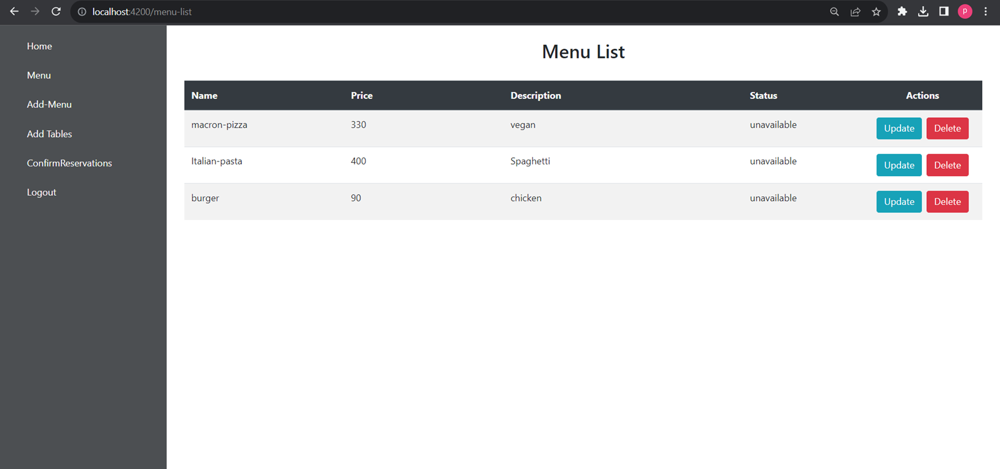 localhost:4200/menu-list
P
Home
Menu
Add-Menu
Add Tables
ConfirmReservations
Logout
Menu List
Name Price Description Status Actions
macron-pizza 330 vegan unavailable Update Delete
Italian-pasta 400 Spaghetti unavailable Update Delete
burger 90 chicken unavailable Update Delete